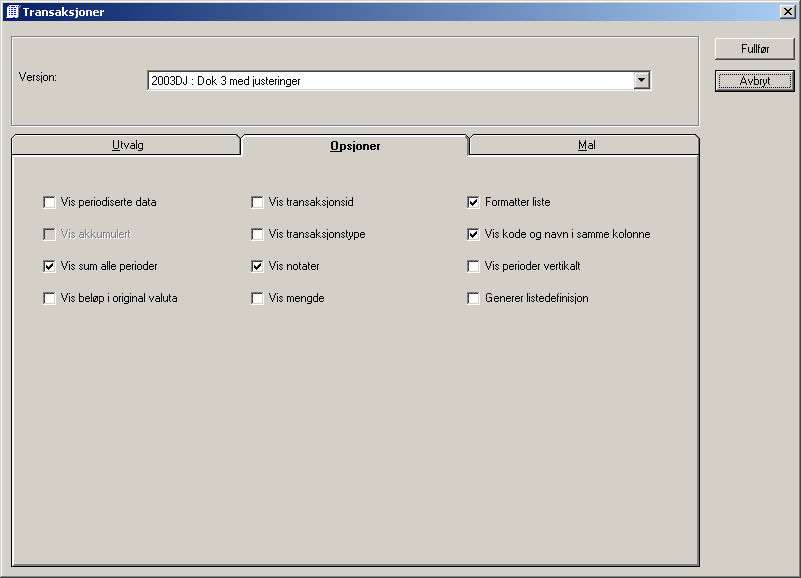 Transaksjoner
Versjon:
2003DJ : Dok 3 med justeringer
Fullfør
Avbryt
Utvalg
Opsjoner
Mal
Vis periodiserte data
Vis transaksjonsid
Formatter liste
Vis akkumulert
Vis transaksjonstype
Vis kode og navn i samme kolonne
Vis sum alle perioder
Vis notater
Vis perioder vertikalt
Vis beløp i original valuta
Vis mengde
Generer listedefinisjon